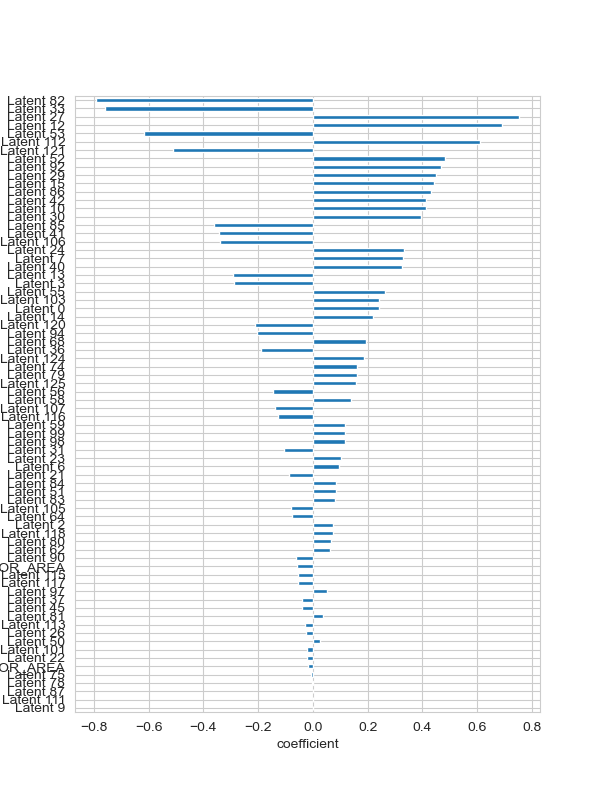 Latent 82
Latent 33
Latent 27
Latent 12
Latent 53
Latent 112
Latent 121
Latent 52
Latent 92
Latent 29
Latent 15
Latent 86
Latent 42
Latent 10
Latent 30
Latent 85
Latent 41
Latent 106
Latent 24
Latent 7
Latent 40
Latent 13
Latent 3
Latent 55
Latent 103
Latent 0
Latent 14
Latent 120
Latent 94
Latent 68
Latent 36
Latent 124
Latent 74
Latent 79
Latent 125
Latent 56
Latent 58
Latent 107
Latent 116
Latent 59
Latent 99
Latent 98
Latent 31
Latent 23
Latent 6
Latent 21
Latent 84
Latent 51
Latent 83
Latent 105
Latent 64
Latent 2
Latent 118
Latent 80
Latent 62
Latent 90
OR_AREA
Latent 115
Latent 117
Latent 97
Latent 37
Latent 45
Latent 81
Latent 113
Latent 26
Latent 50
Latent 101
Latent 22
OR_AREA
Latent 75
Latent 78
Latent 87
Latent 111
Latent 9
−0.8 −0.6 −0.4 −0.2 0.0 0.2 0.4 0.6 0.8
coefficient